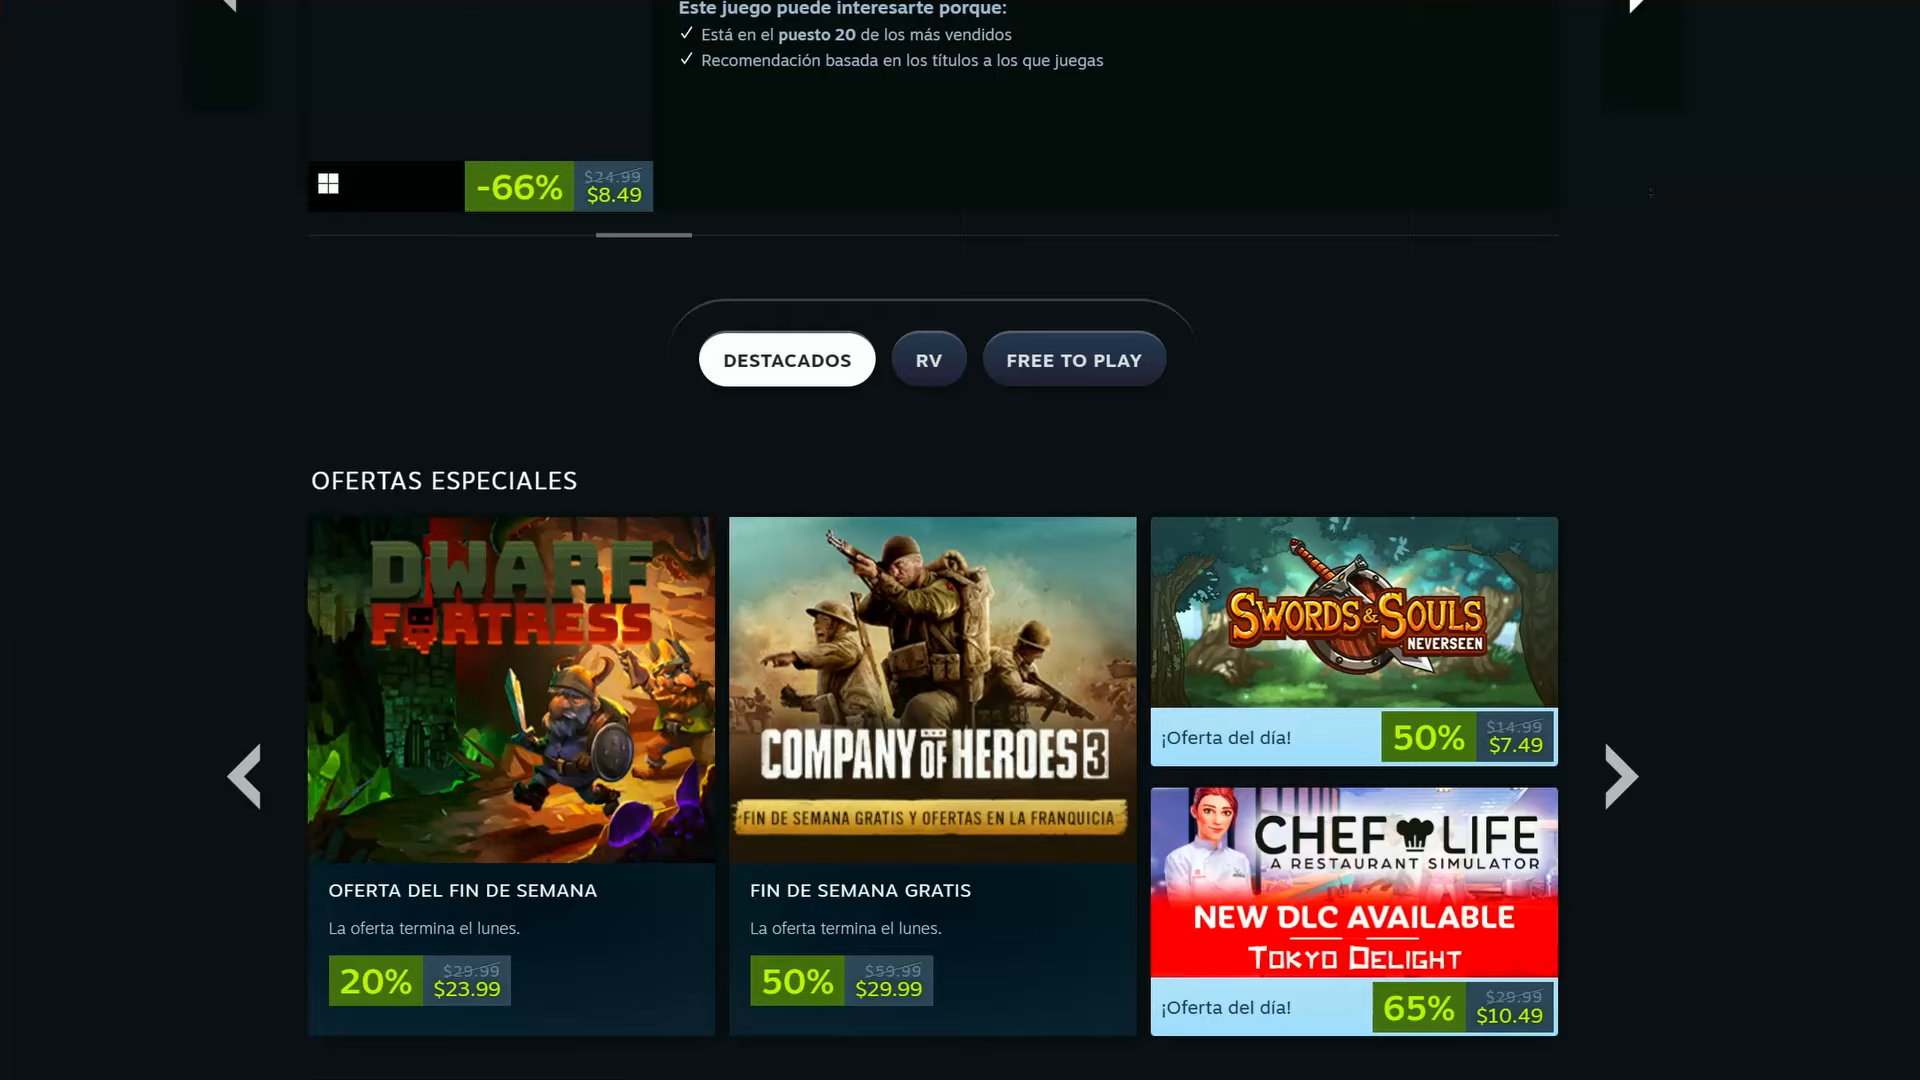 Este juego puede interesarte porque:
✓ Está en el puesto 20 de los más vendidos
✓ Recomendación basada en los títulos a los que juegas
-66%
$24.99
$8.49
DESTACADOS
RV
FREE TO PLAY
OFERTAS ESPECIALES
DWARF
FORTRESS
OFERTA DEL FIN DE SEMANA
La oferta termina el lunes.
20%
$29.99
$23.99
COMPANY OF HEROES 3
FIN DE SEMANA GRATIS Y OFERTAS EN LA FRANQUICIA
FIN DE SEMANA GRATIS
La oferta termina el lunes.
50%
$59.99
$29.99
SWORDS & SOULS
NEVERSEEN
¡Oferta del día!
50%
$14.99
$7.49
CHEF LIFE
A RESTAURANT SIMULATOR
NEW DLC AVAILABLE
TOKYO DELIGHT
¡Oferta del día!
65%
$29.99
$10.49